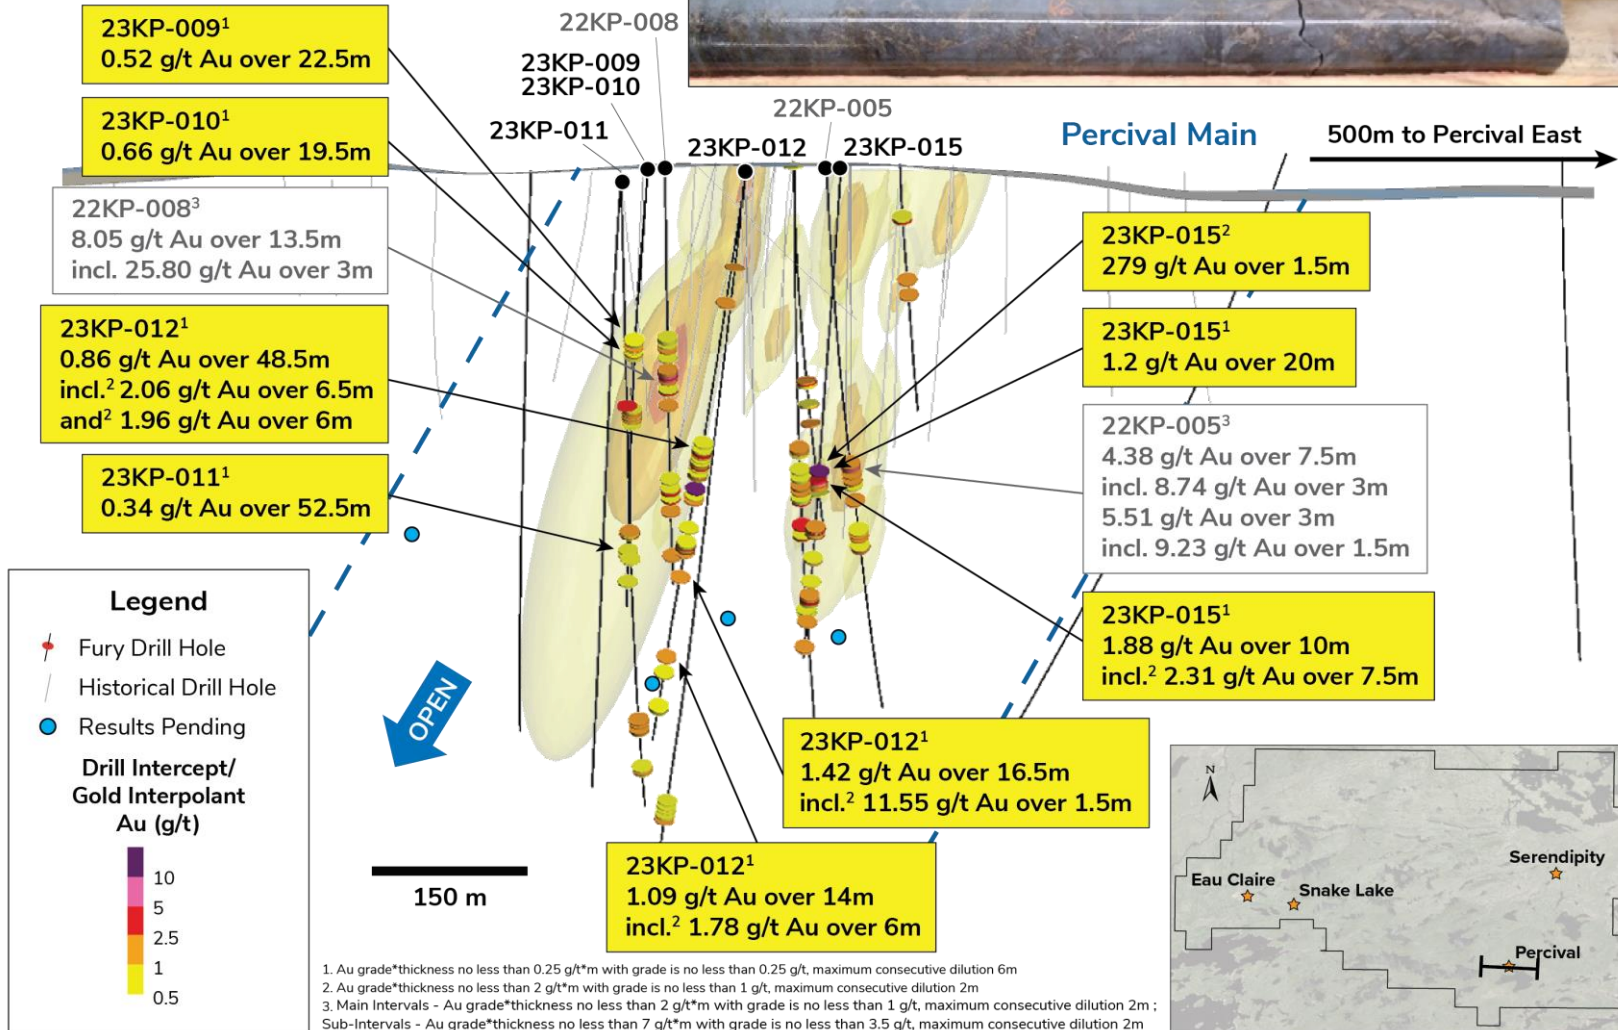 23KP-009¹
0.52 g/t Au over 22.5m
23KP-010¹
0.66 g/t Au over 19.5m
22KP-008³
8.05 g/t Au over 13.5m
incl. 25.80 g/t Au over 3m
23KP-012¹
0.86 g/t Au over 48.5m
incl.² 2.06 g/t Au over 6.5m
and² 1.96 g/t Au over 6m
23KP-011¹
0.34 g/t Au over 52.5m
22KP-008
23KP-009
23KP-010
23KP-011
23KP-012
22KP-005
23KP-015
Percival Main
500m to Percival East
23KP-015²
279 g/t Au over 1.5m
23KP-015¹
1.2 g/t Au over 20m
22KP-005³
4.38 g/t Au over 7.5m
incl. 8.74 g/t Au over 3m
5.51 g/t Au over 3m
incl. 9.23 g/t Au over 1.5m
23KP-015¹
1.88 g/t Au over 10m
incl.² 2.31 g/t Au over 7.5m
23KP-012¹
1.42 g/t Au over 16.5m
incl.² 11.55 g/t Au over 1.5m
23KP-012¹
1.09 g/t Au over 14m
incl.² 1.78 g/t Au over 6m
OPEN
150 m
Legend
Fury Drill Hole
Historical Drill Hole
Results Pending
Drill Intercept/
Gold Interpolant
Au (g/t)
10
5
2.5
1
0.5
N
Eau Claire
Snake Lake
Serendipity
Percival
1. Au grade*thickness no less than 0.25 g/t*m with grade is no less than 0.25 g/t, maximum consecutive dilution 6m
2. Au grade*thickness no less than 2 g/t*m with grade is no less than 1 g/t, maximum consecutive dilution 2m
3. Main Intervals - Au grade*thickness no less than 2 g/t*m with grade is no less than 1 g/t, maximum consecutive dilution 2m ;
Sub-Intervals - Au grade*thickness no less than 7 g/t*m with grade is no less than 3.5 g/t, maximum consecutive dilution 2m